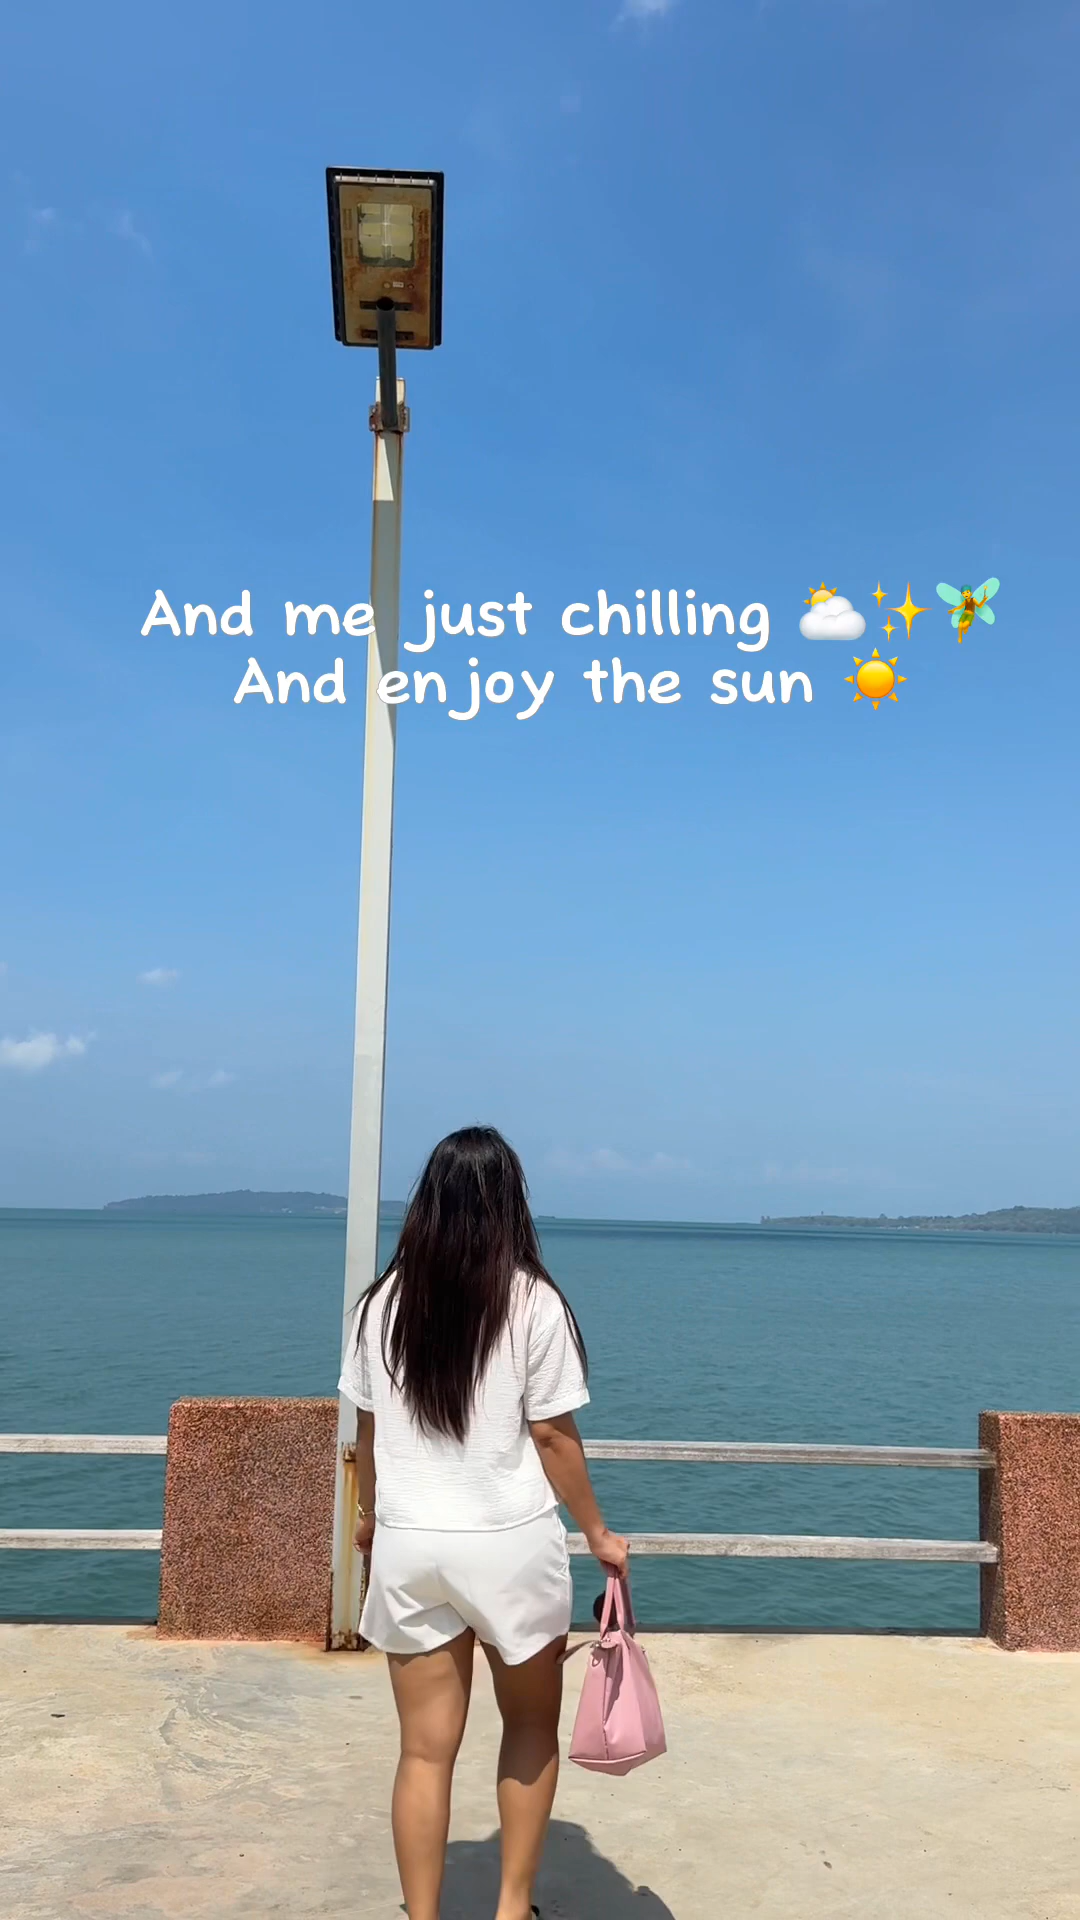 And me just chilling 🌥️✨🧚‍♂️
And enjoy the sun ☀️